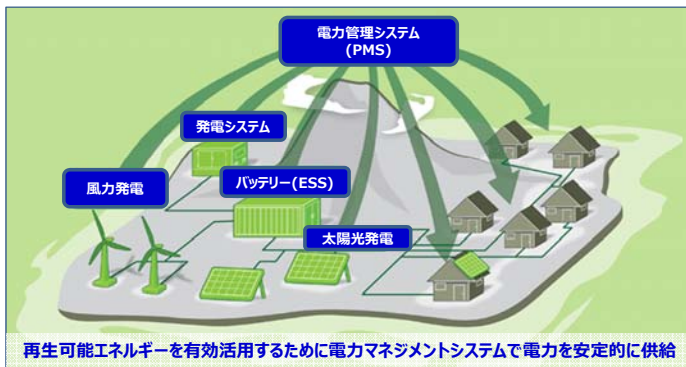 電力管理システム
(PMS)
発電システム
風力発電
バッテリー(ESS)
太陽光発電
再生可能エネルギーを有効活用するために電力マネジメントシステムで電力を安定的に供給